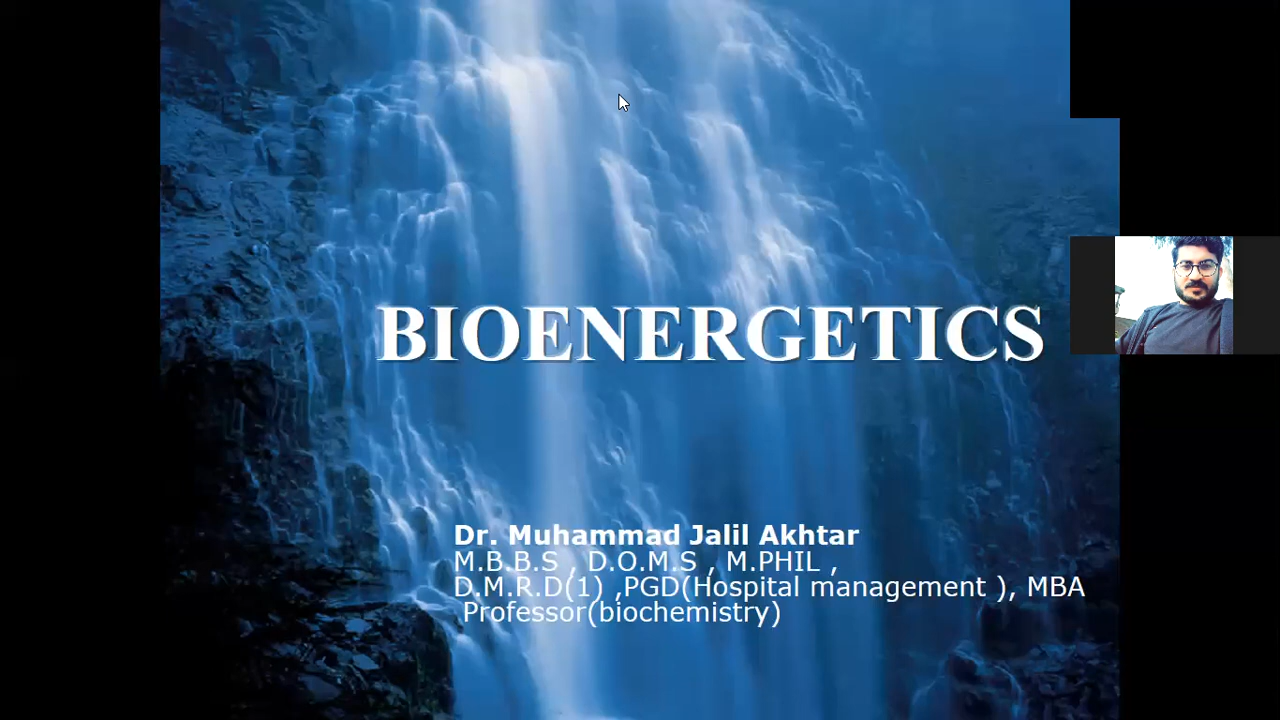 BIOENERGETICS
Dr. Muhammad Jalil Akhtar
M.B.B.S , D.O.M.S , M.PHIL ,
D.M.R.D(1) ,PGD(Hospital management ), MBA
Professor(biochemistry)